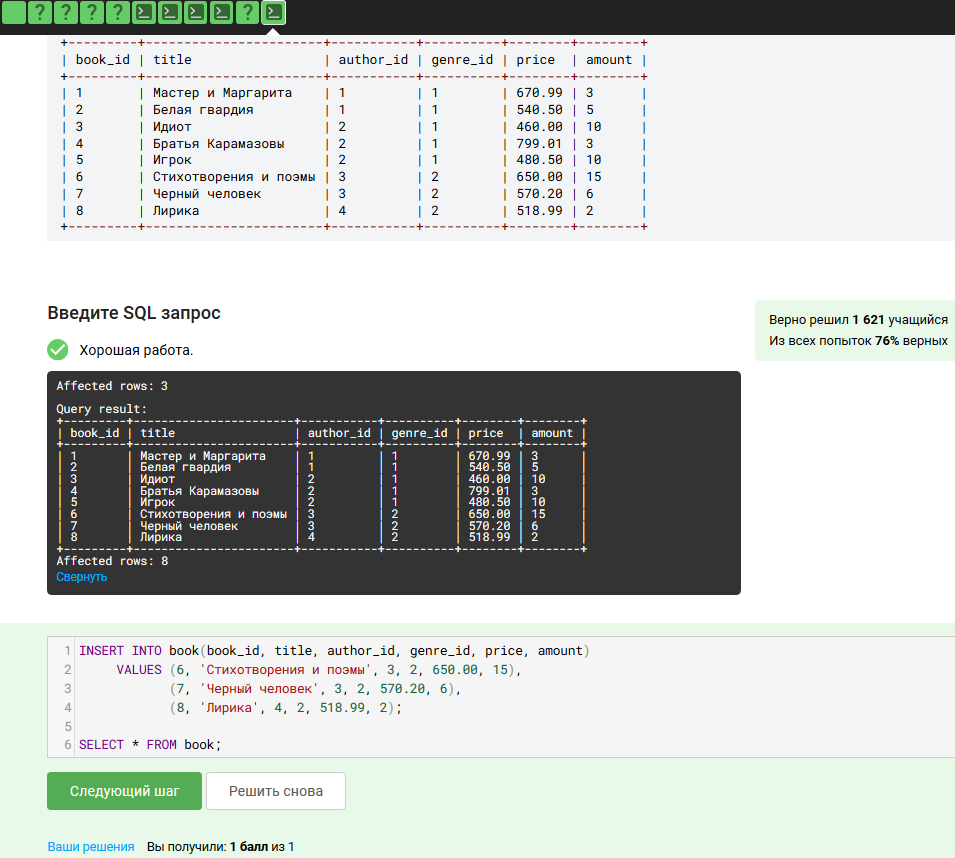 ? ? ? ? >_ >_ >_ >_ ? >_
+---------+-----------------------+-----------+----------+--------+--------+
| book_id | title                 | author_id | genre_id | price  | amount |
+---------+-----------------------+-----------+----------+--------+--------+
| 1       | Мастер и Маргарита    | 1         | 1        | 670.99 | 3      |
| 2       | Белая гвардия         | 1         | 1        | 540.50 | 5      |
| 3       | Идиот                 | 2         | 1        | 460.00 | 10     |
| 4       | Братья Карамазовы     | 2         | 1        | 799.01 | 3      |
| 5       | Игрок                 | 2         | 1        | 480.50 | 10     |
| 6       | Стихотворения и поэмы | 3         | 2        | 650.00 | 15     |
| 7       | Черный человек        | 3         | 2        | 570.20 | 6      |
| 8       | Лирика                | 4         | 2        | 518.99 | 2      |
+---------+-----------------------+-----------+----------+--------+--------+
Введите SQL запрос
Верно решил 1 621 учащийся
Из всех попыток 76% верных
Хорошая работа.
Affected rows: 3
Query result:
+---------+-----------------------+-----------+----------+--------+--------+
| book_id | title                 | author_id | genre_id | price  | amount |
+---------+-----------------------+-----------+----------+--------+--------+
| 1       | Мастер и Маргарита    | 1         | 1        | 670.99 | 3      |
| 2       | Белая гвардия         | 1         | 1        | 540.50 | 5      |
| 3       | Идиот                 | 2         | 1        | 460.00 | 10     |
| 4       | Братья Карамазовы     | 2         | 1        | 799.01 | 3      |
| 5       | Игрок                 | 2         | 1        | 480.50 | 10     |
| 6       | Стихотворения и поэмы | 3         | 2        | 650.00 | 15     |
| 7       | Черный человек        | 3         | 2        | 570.20 | 6      |
| 8       | Лирика                | 4         | 2        | 518.99 | 2      |
+---------+-----------------------+-----------+----------+--------+--------+
Affected rows: 8
Свернуть
1 INSERT INTO book(book_id, title, author_id, genre_id, price, amount)
2      VALUES (6, 'Стихотворения и поэмы', 3, 2, 650.00, 15),
3             (7, 'Черный человек', 3, 2, 570.20, 6),
4             (8, 'Лирика', 4, 2, 518.99, 2);
5
6 SELECT * FROM book;
Следующий шаг Решить снова
Ваши решения Вы получили: 1 балл из 1